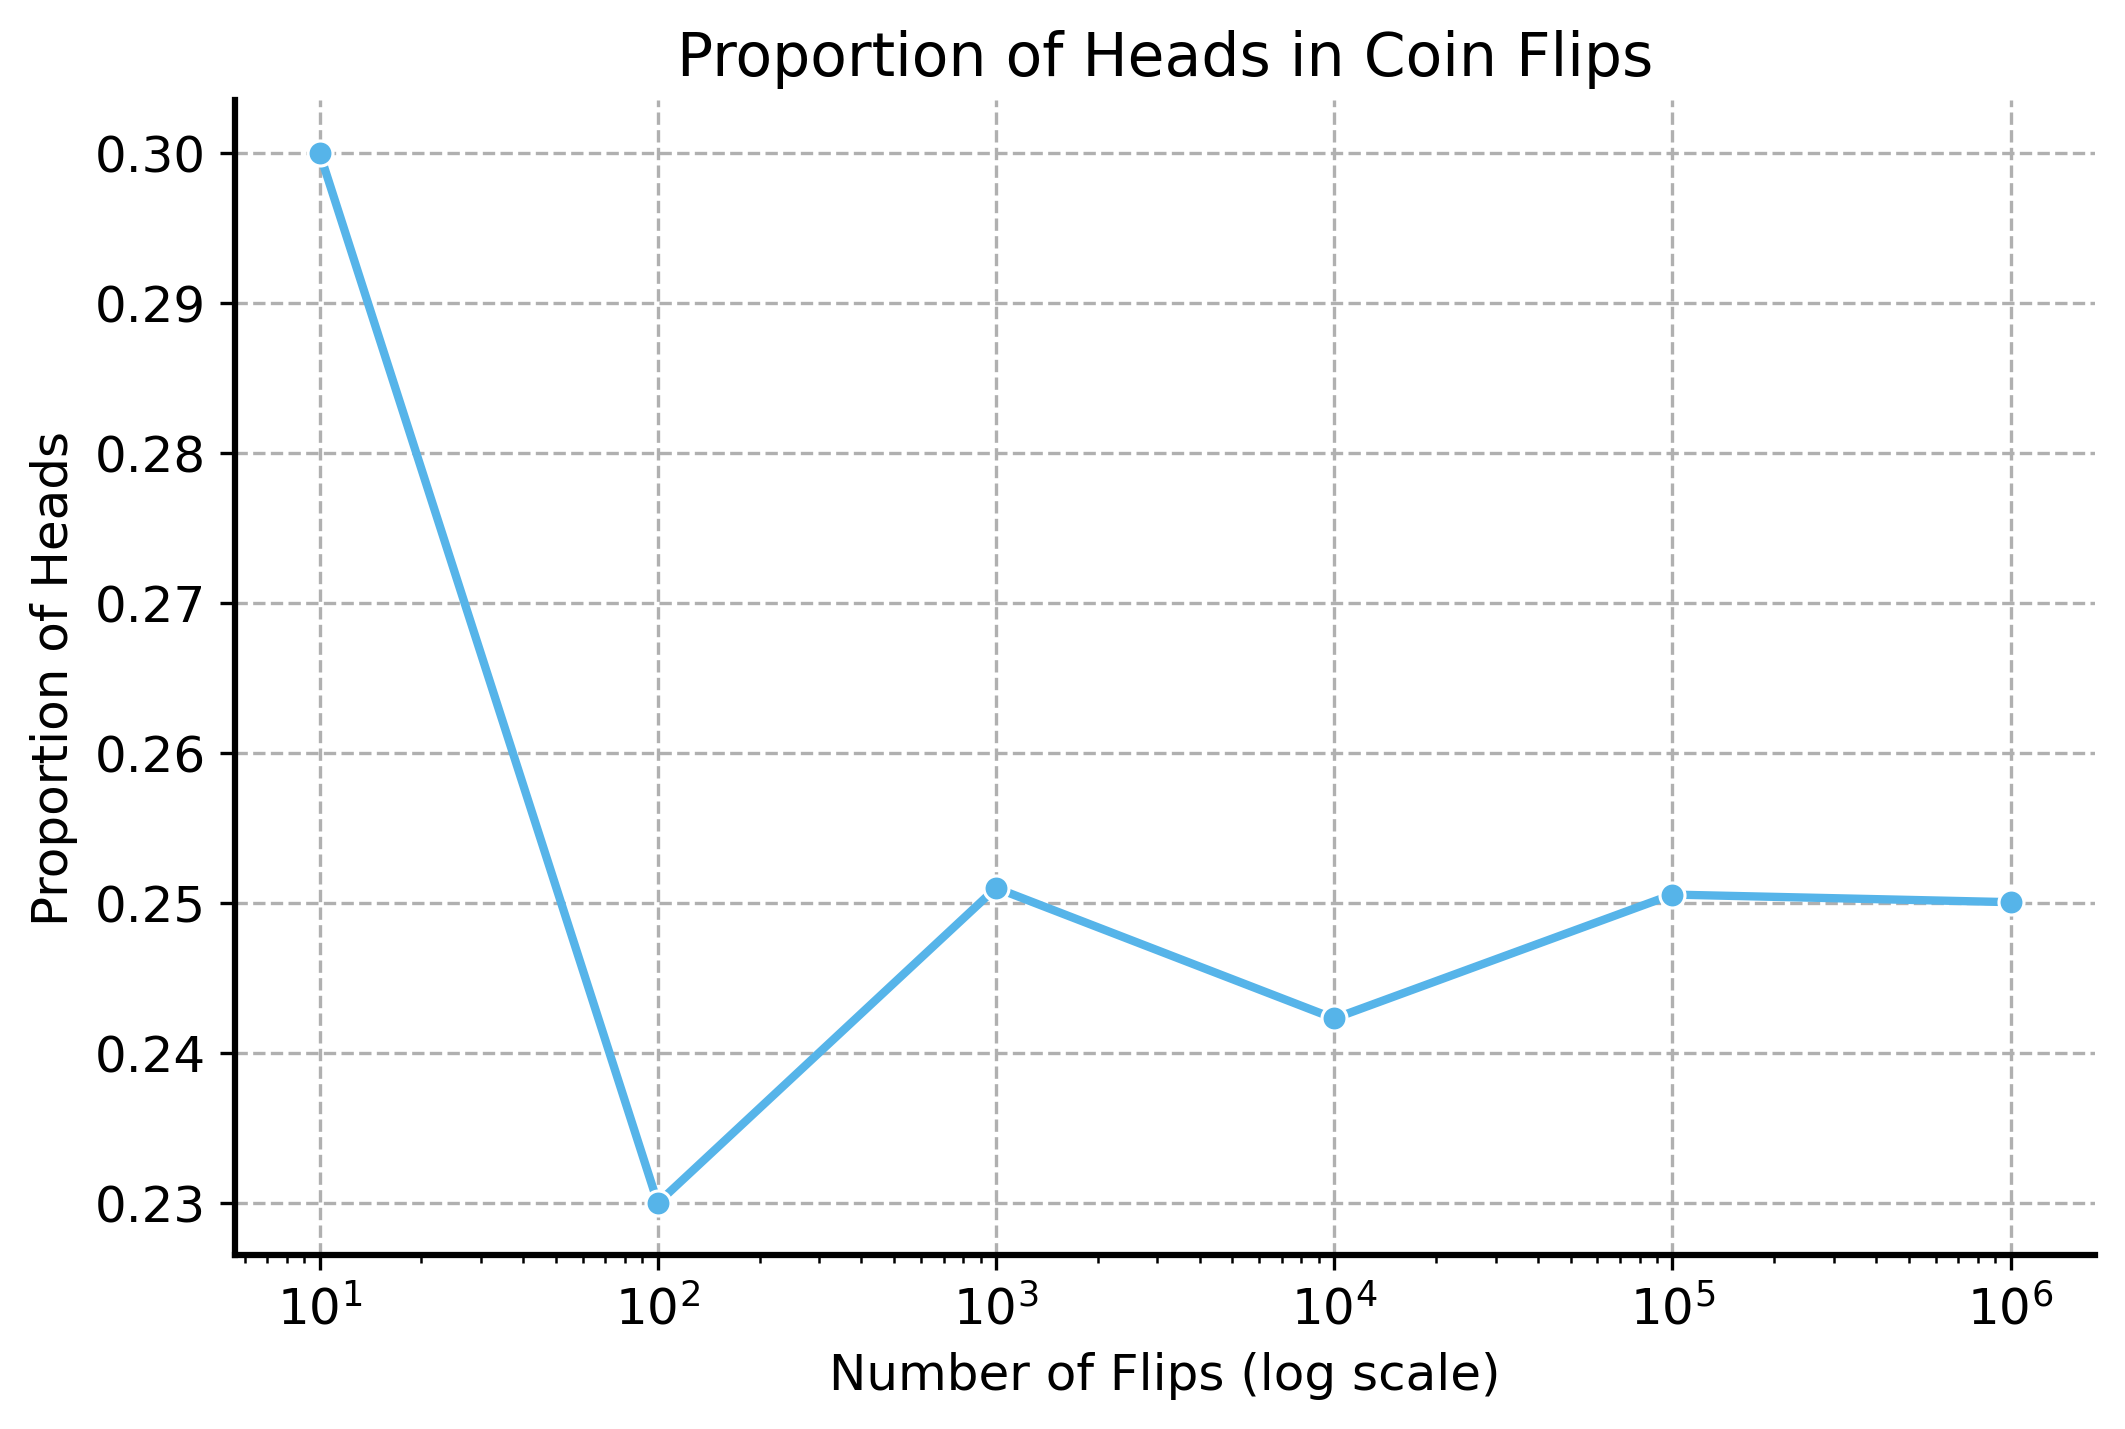 Proportion of Heads in Coin Flips
Proportion of Heads
0.30
0.29
0.28
0.27
0.26
0.25
0.24
0.23
10¹ 10² 10³ 10⁴ 10⁵ 10⁶
Number of Flips (log scale)